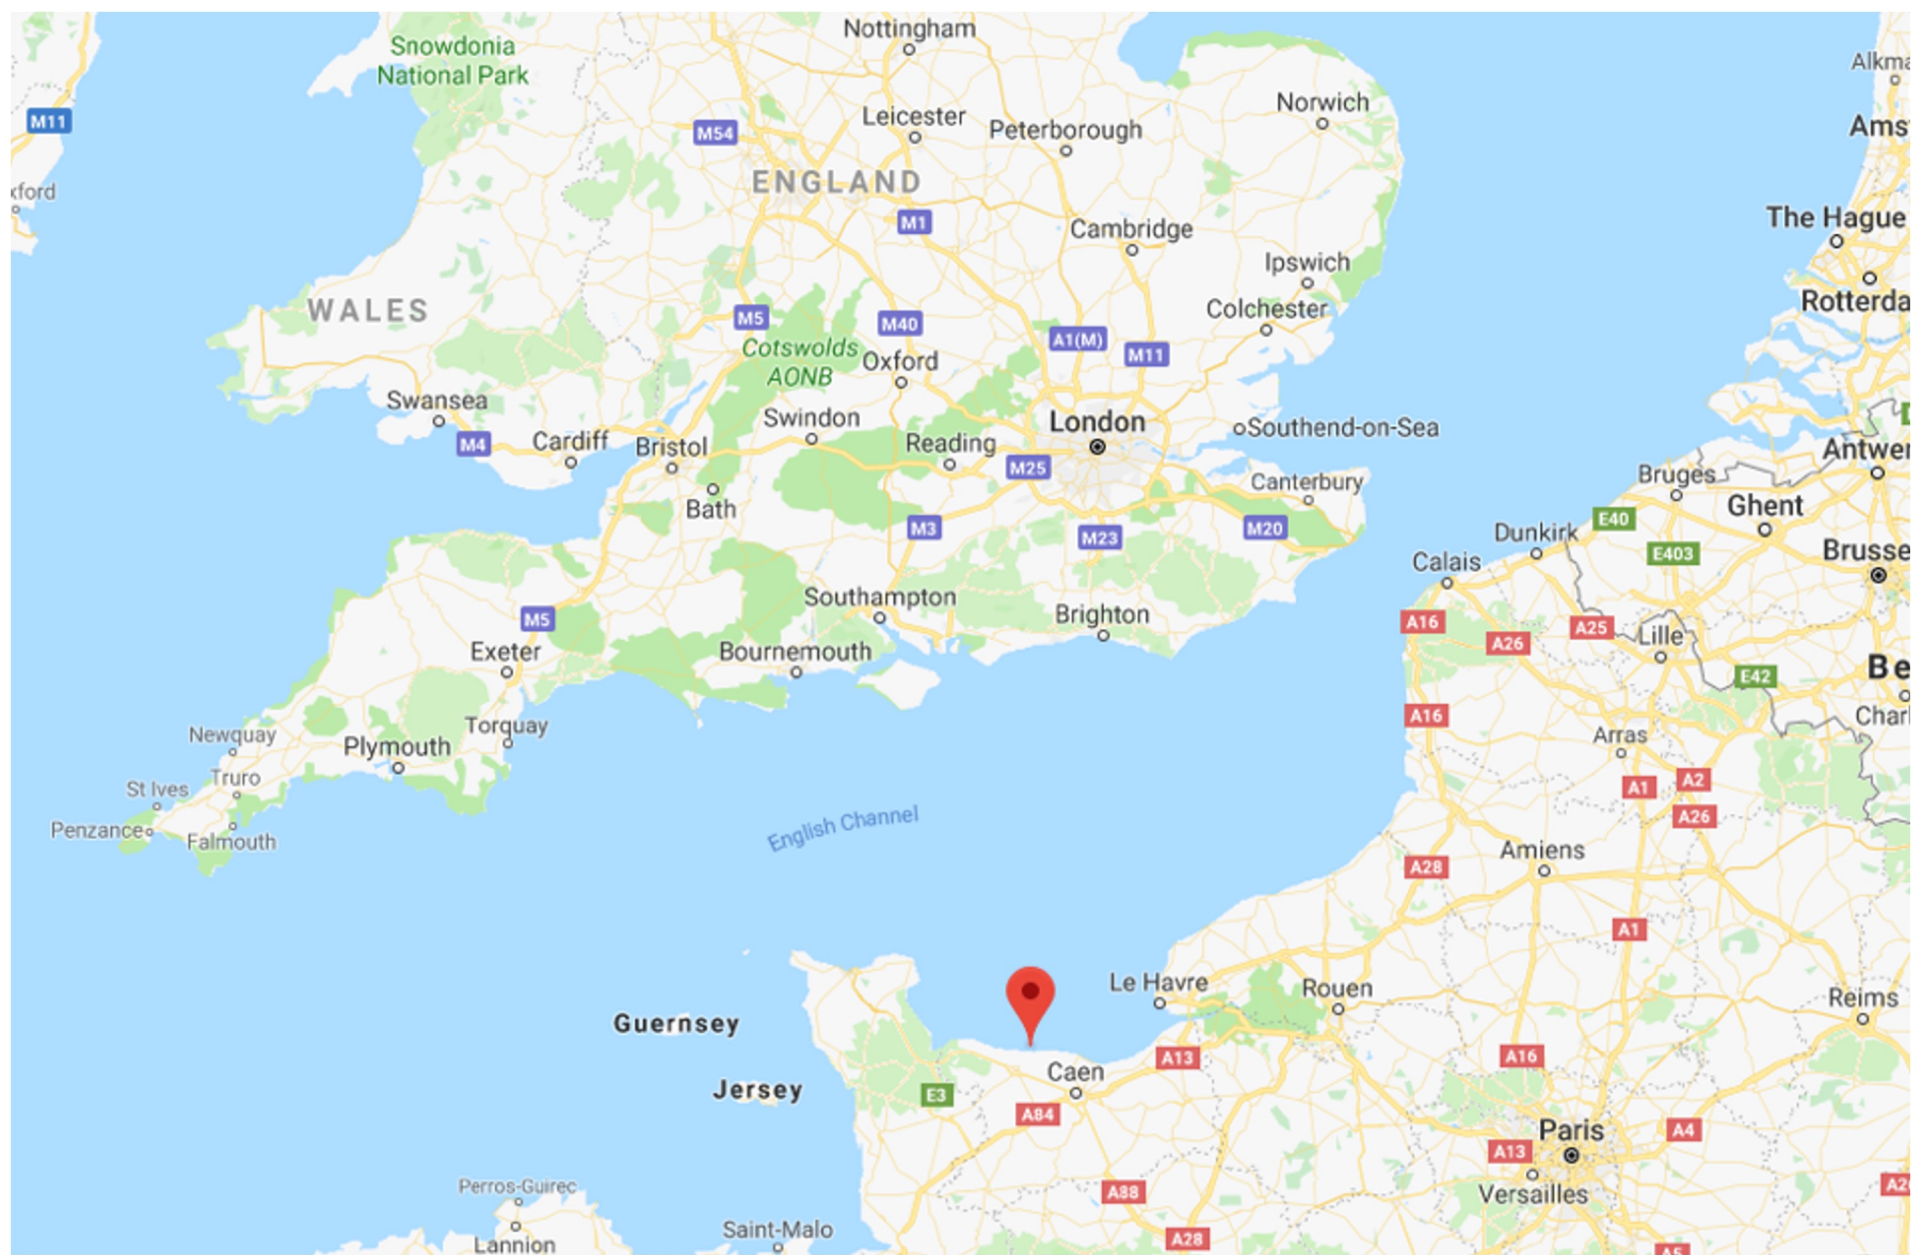 Nottingham
Snowdonia
National Park
Alkma
Norwich
M11
Leicester
Peterborough
Ams
M54
ENGLAND
xford
M1
The Hague
Cambridge
Ipswich
WALES
Colchester
Rotterda
M5
M40
A1(M)
M11
Cotswolds
AONB
Oxford
Swansea
Swindon
London
Southend-on-Sea
M4
Cardiff
Bristol
Reading
M25
Antwer
Bruges
Canterbury
Bath
Ghent
M3
M23
M20
E40
Dunkirk
E403
Brusse
Calais
Southampton
Brighton
M5
A16
A26
A25
Lille
Exeter
Bournemouth
E42
Be
A16
Charl
Torquay
Newquay
Plymouth
Arras
St Ives
Truro
A1
A2
A26
Penzance
Falmouth
English Channel
Amiens
A28
A1
Le Havre
Rouen
Reims
Guernsey
A13
A16
Caen
Jersey
E3
A84
Paris
A4
A13
A88
Versailles
Perros-Guirec
Saint-Malo
A28
Lannion
A5